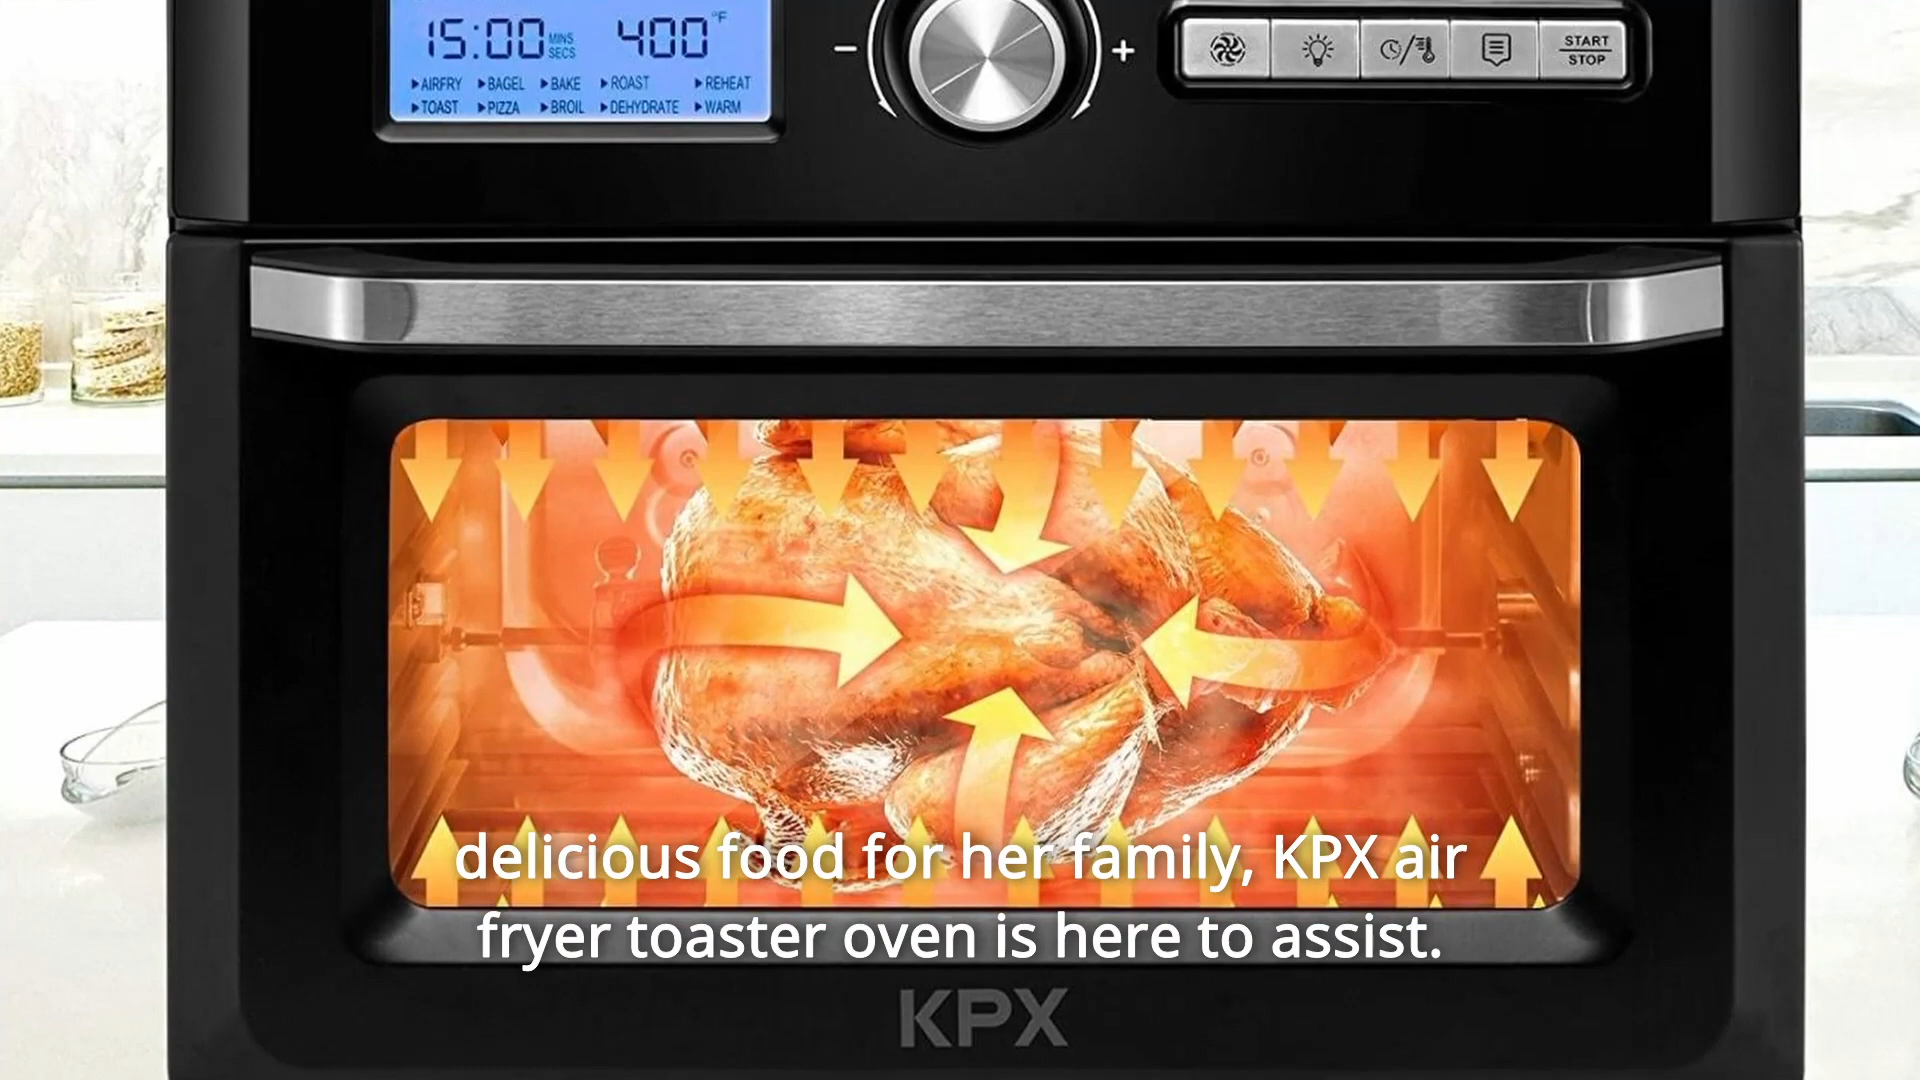 15:00 MINS SECS 400 °F
▶AIRFRY ▶BAGEL ▶BAKE ▶ROAST ▶REHEAT
▶TOAST ▶PIZZA ▶BROIL ▶DEHYDRATE ▶WARM
− +
START
STOP
delicious food for her family, KPX air
fryer toaster oven is here to assist.
KPX